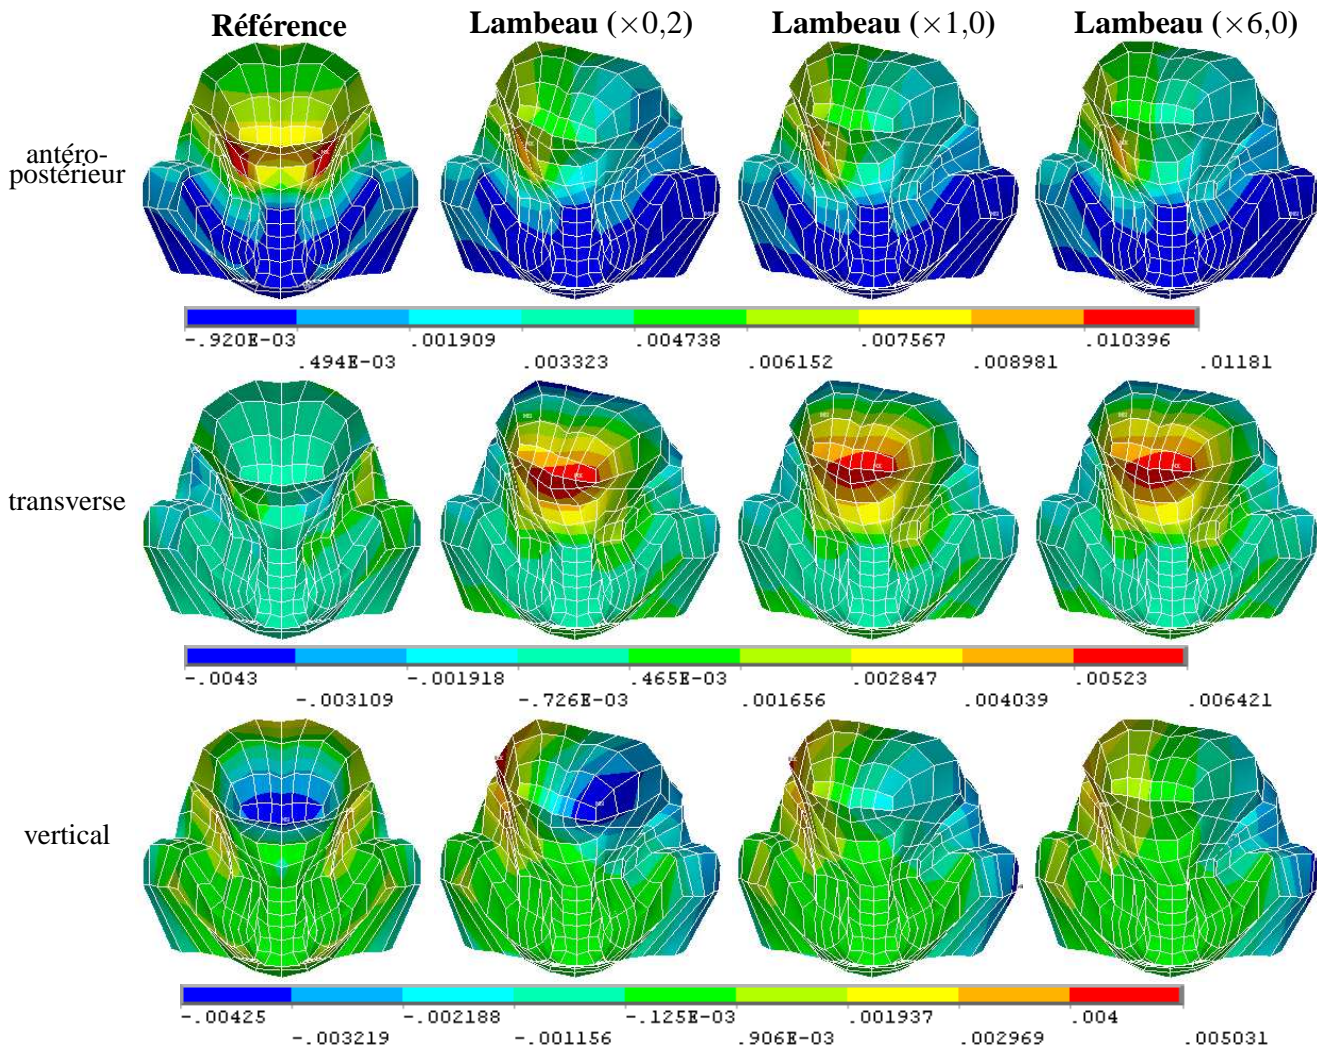 Référence Lambeau (×0,2) Lambeau (×1,0) Lambeau (×6,0)
antéro-
postérieur
-.920E-03 .001909 .004738 .007567 .010396
.494E-03 .003323 .006152 .008981 .01181
transverse
-.0043 -.001918 .465E-03 .002847 .00523
-.003109 -.726E-03 .001656 .004039 .006421
vertical
-.00425 -.002188 -.125E-03 .001937 .004
-.003219 -.001156 .906E-03 .002969 .005031